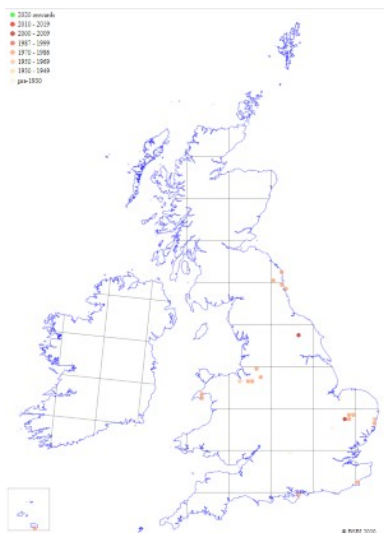 2020 onwards
2010 - 2019
2000 - 2009
1987 - 1999
1970 - 1986
1950 - 1969
1930 - 1949
pre-1930
© BSBI 2020